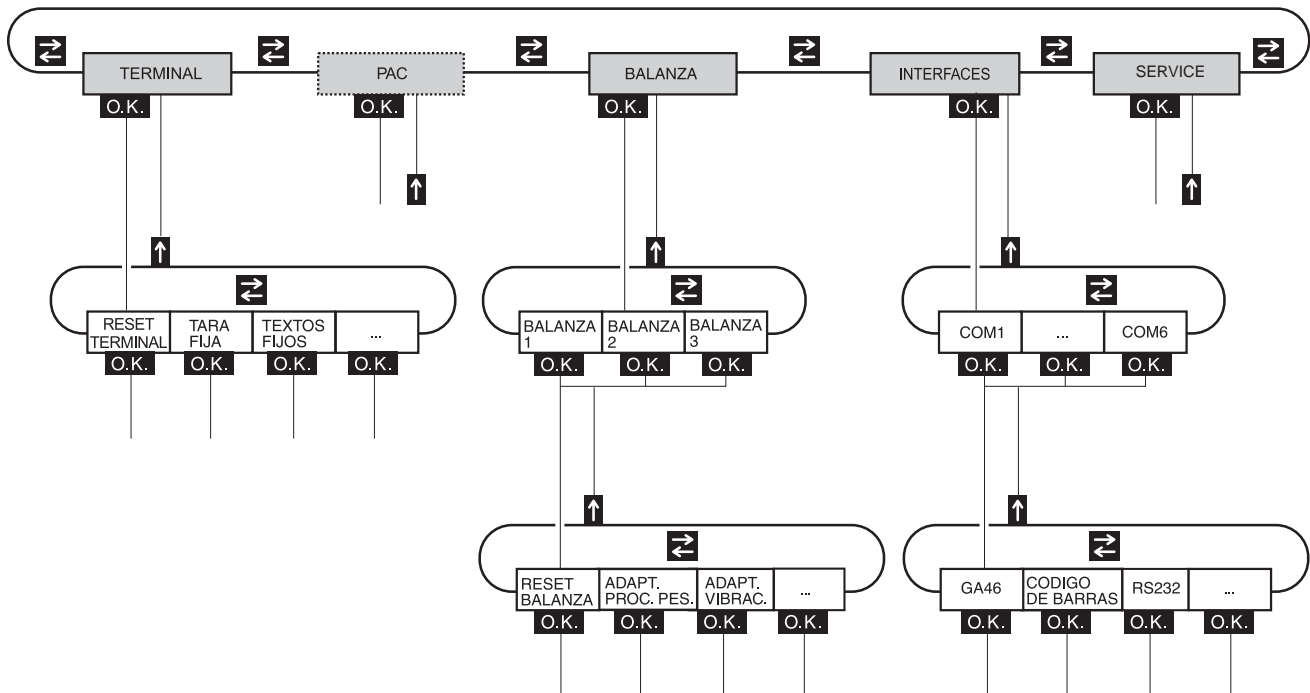 TERMINAL
PAC
BALANZA
INTERFACES
SERVICE
O.K.
O.K.
O.K.
O.K.
O.K.
RESET
TERMINAL
TARA
FIJA
TEXTOS
FIJOS
...
O.K.
O.K.
O.K.
O.K.
BALANZA
1
BALANZA
2
BALANZA
3
O.K.
O.K.
O.K.
COM1
...
COM6
O.K.
O.K.
O.K.
RESET
BALANZA
ADAPT.
PROC. PES.
ADAPT.
VIBRAC.
...
O.K.
O.K.
O.K.
O.K.
GA46
CODIGO
DE BARRAS
RS232
...
O.K.
O.K.
O.K.
O.K.